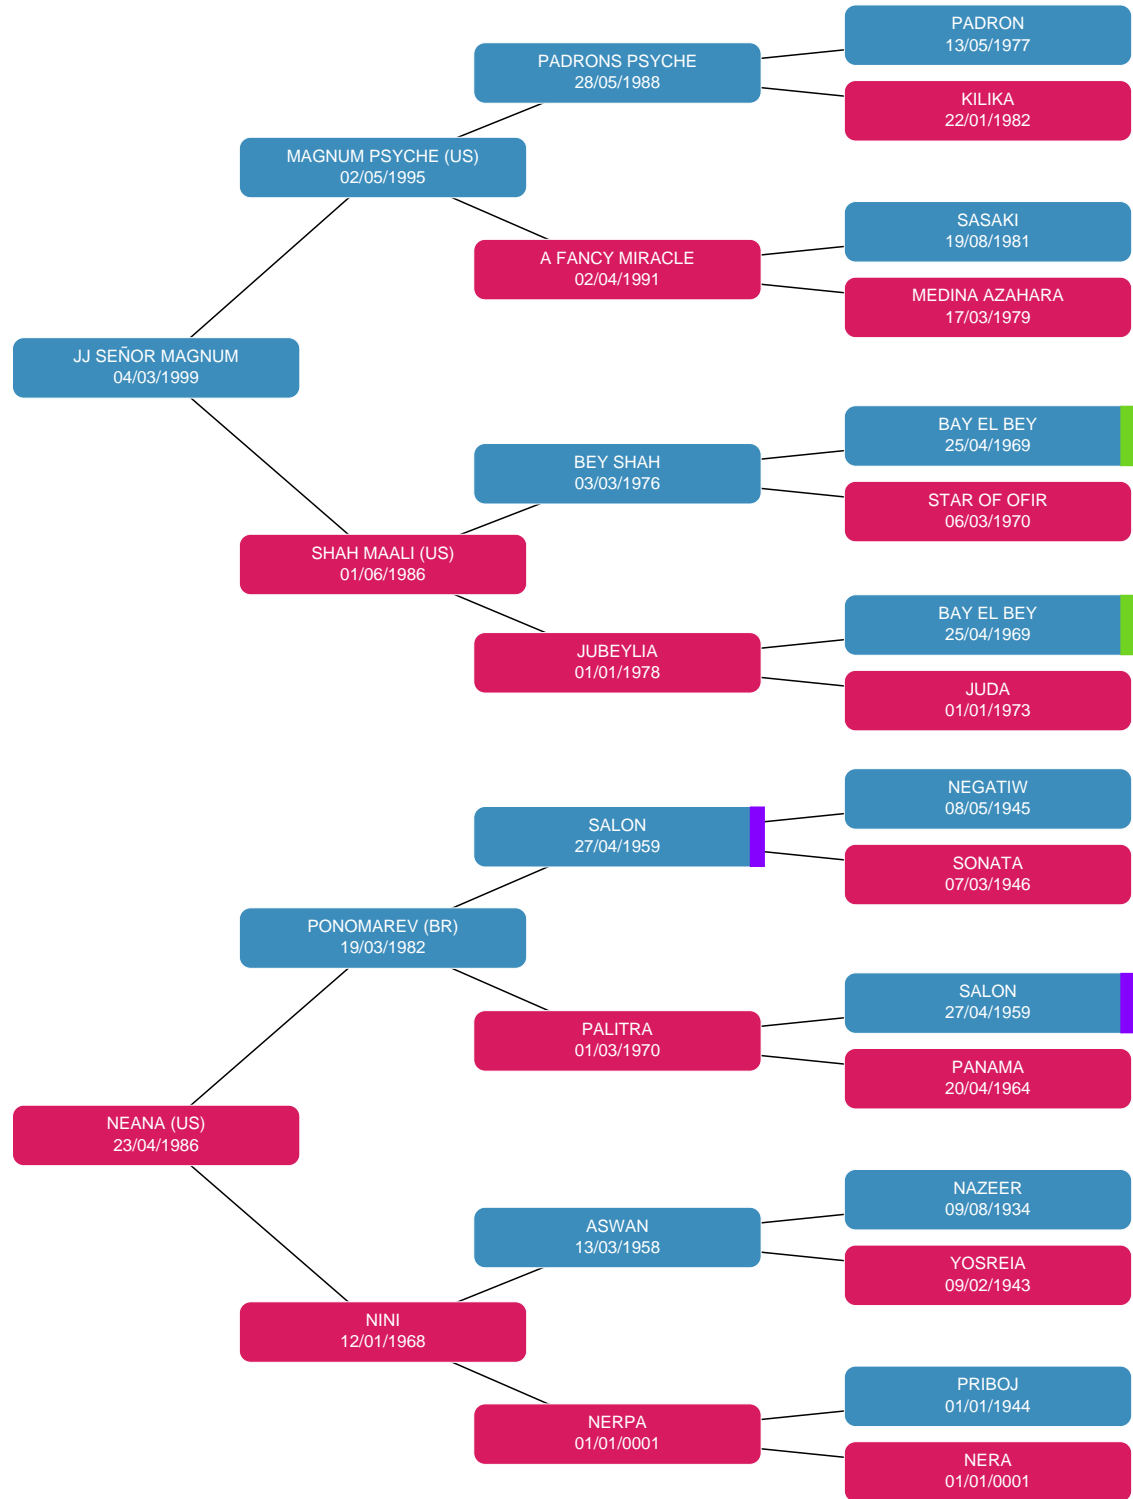 PADRON
13/05/1977
PADRONS PSYCHE
28/05/1988
KILIKA
22/01/1982
MAGNUM PSYCHE (US)
02/05/1995
SASAKI
19/08/1981
A FANCY MIRACLE
02/04/1991
MEDINA AZAHARA
17/03/1979
JJ SEÑOR MAGNUM
04/03/1999
BAY EL BEY
25/04/1969
BEY SHAH
03/03/1976
STAR OF OFIR
06/03/1970
SHAH MAALI (US)
01/06/1986
BAY EL BEY
25/04/1969
JUBEYLIA
01/01/1978
JUDA
01/01/1973
NEGATIW
08/05/1945
SALON
27/04/1959
SONATA
07/03/1946
PONOMAREV (BR)
19/03/1982
SALON
27/04/1959
PALITRA
01/03/1970
PANAMA
20/04/1964
NEANA (US)
23/04/1986
NAZEER
09/08/1934
ASWAN
13/03/1958
YOSREIA
09/02/1943
NINI
12/01/1968
PRIBOJ
01/01/1944
NERPA
01/01/0001
NERA
01/01/0001